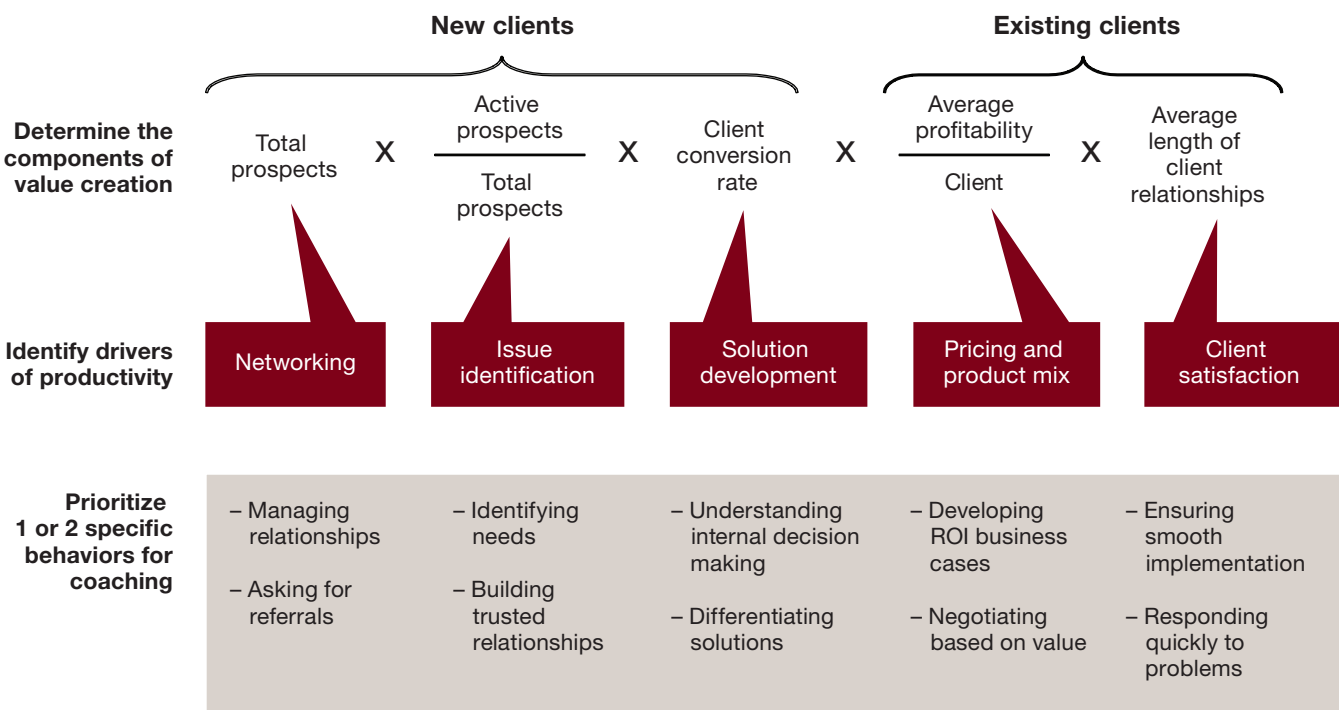 New clients
Existing clients
Determine the
components of
value creation
Total
prospects
X
Active
prospects
Total
prospects
X
Client
conversion
rate
X
Average
profitability
Client
X
Average
length of
client
relationships
Identify drivers
of productivity
Networking
Issue
identification
Solution
development
Pricing and
product mix
Client
satisfaction
Prioritize
1 or 2 specific
behaviors for
coaching
– Managing
relationships
– Asking for
referrals
– Identifying
needs
– Building
trusted
relationships
– Understanding
internal decision
making
– Differentiating
solutions
– Developing
ROI business
cases
– Negotiating
based on value
– Ensuring
smooth
implementation
– Responding
quickly to
problems